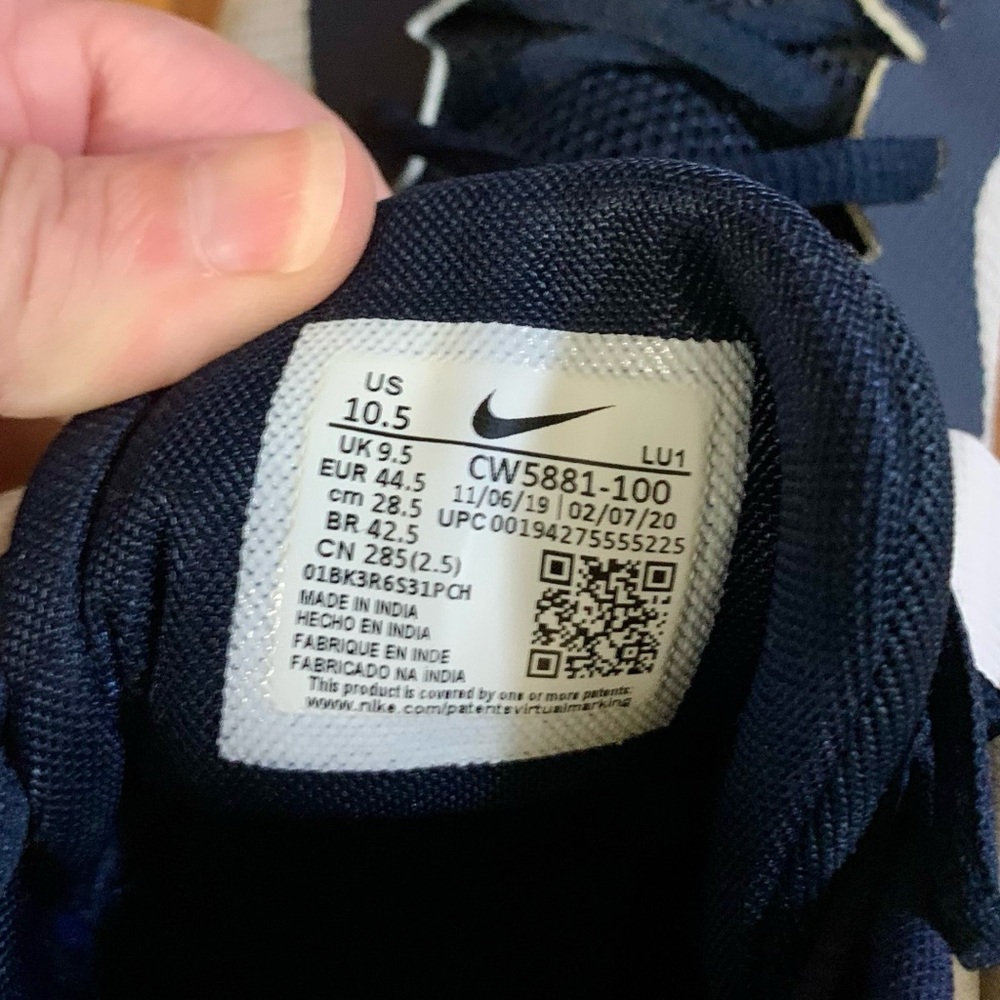 US
10.5
LU1
UK 9.5
EUR 44.5
cm 28.5
BR 42.5
CN 285(2.5)
CW5881-100
11/06/19 | 02/07/20
UPC 00194275555225
01BK3R6S31PCH
MADE IN INDIA
HECHO EN INDIA
FABRIQUE EN INDE
FABRICADO NA INDIA
This product is covered by one or more patents:
www.nike.com/patentsvirtualmarking